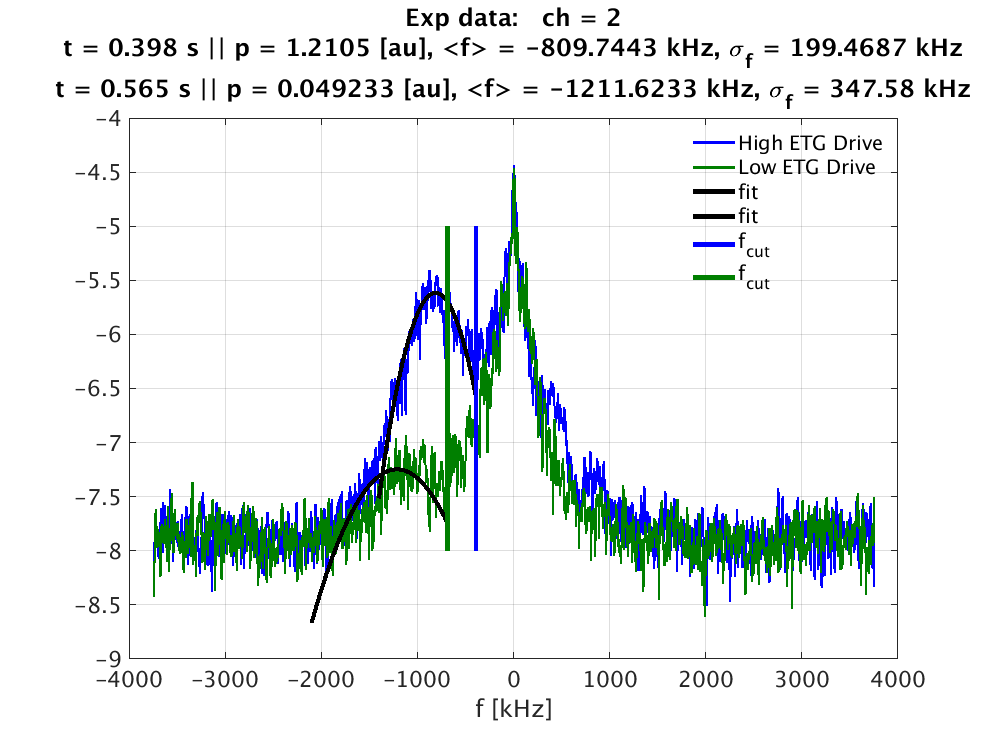 Exp data: ch = 2
t = 0.398 s || p = 1.2105 [au], <f> = -809.7443 kHz, σf = 199.4687 kHz
t = 0.565 s || p = 0.049233 [au], <f> = -1211.6233 kHz, σf = 347.58 kHz
-4
-4.5
-5
-5.5
-6
-6.5
-7
-7.5
-8
-8.5
-9
High ETG Drive
Low ETG Drive
fit
fit
fcut
fcut
-4000 -3000 -2000 -1000 0 1000 2000 3000 4000
f [kHz]